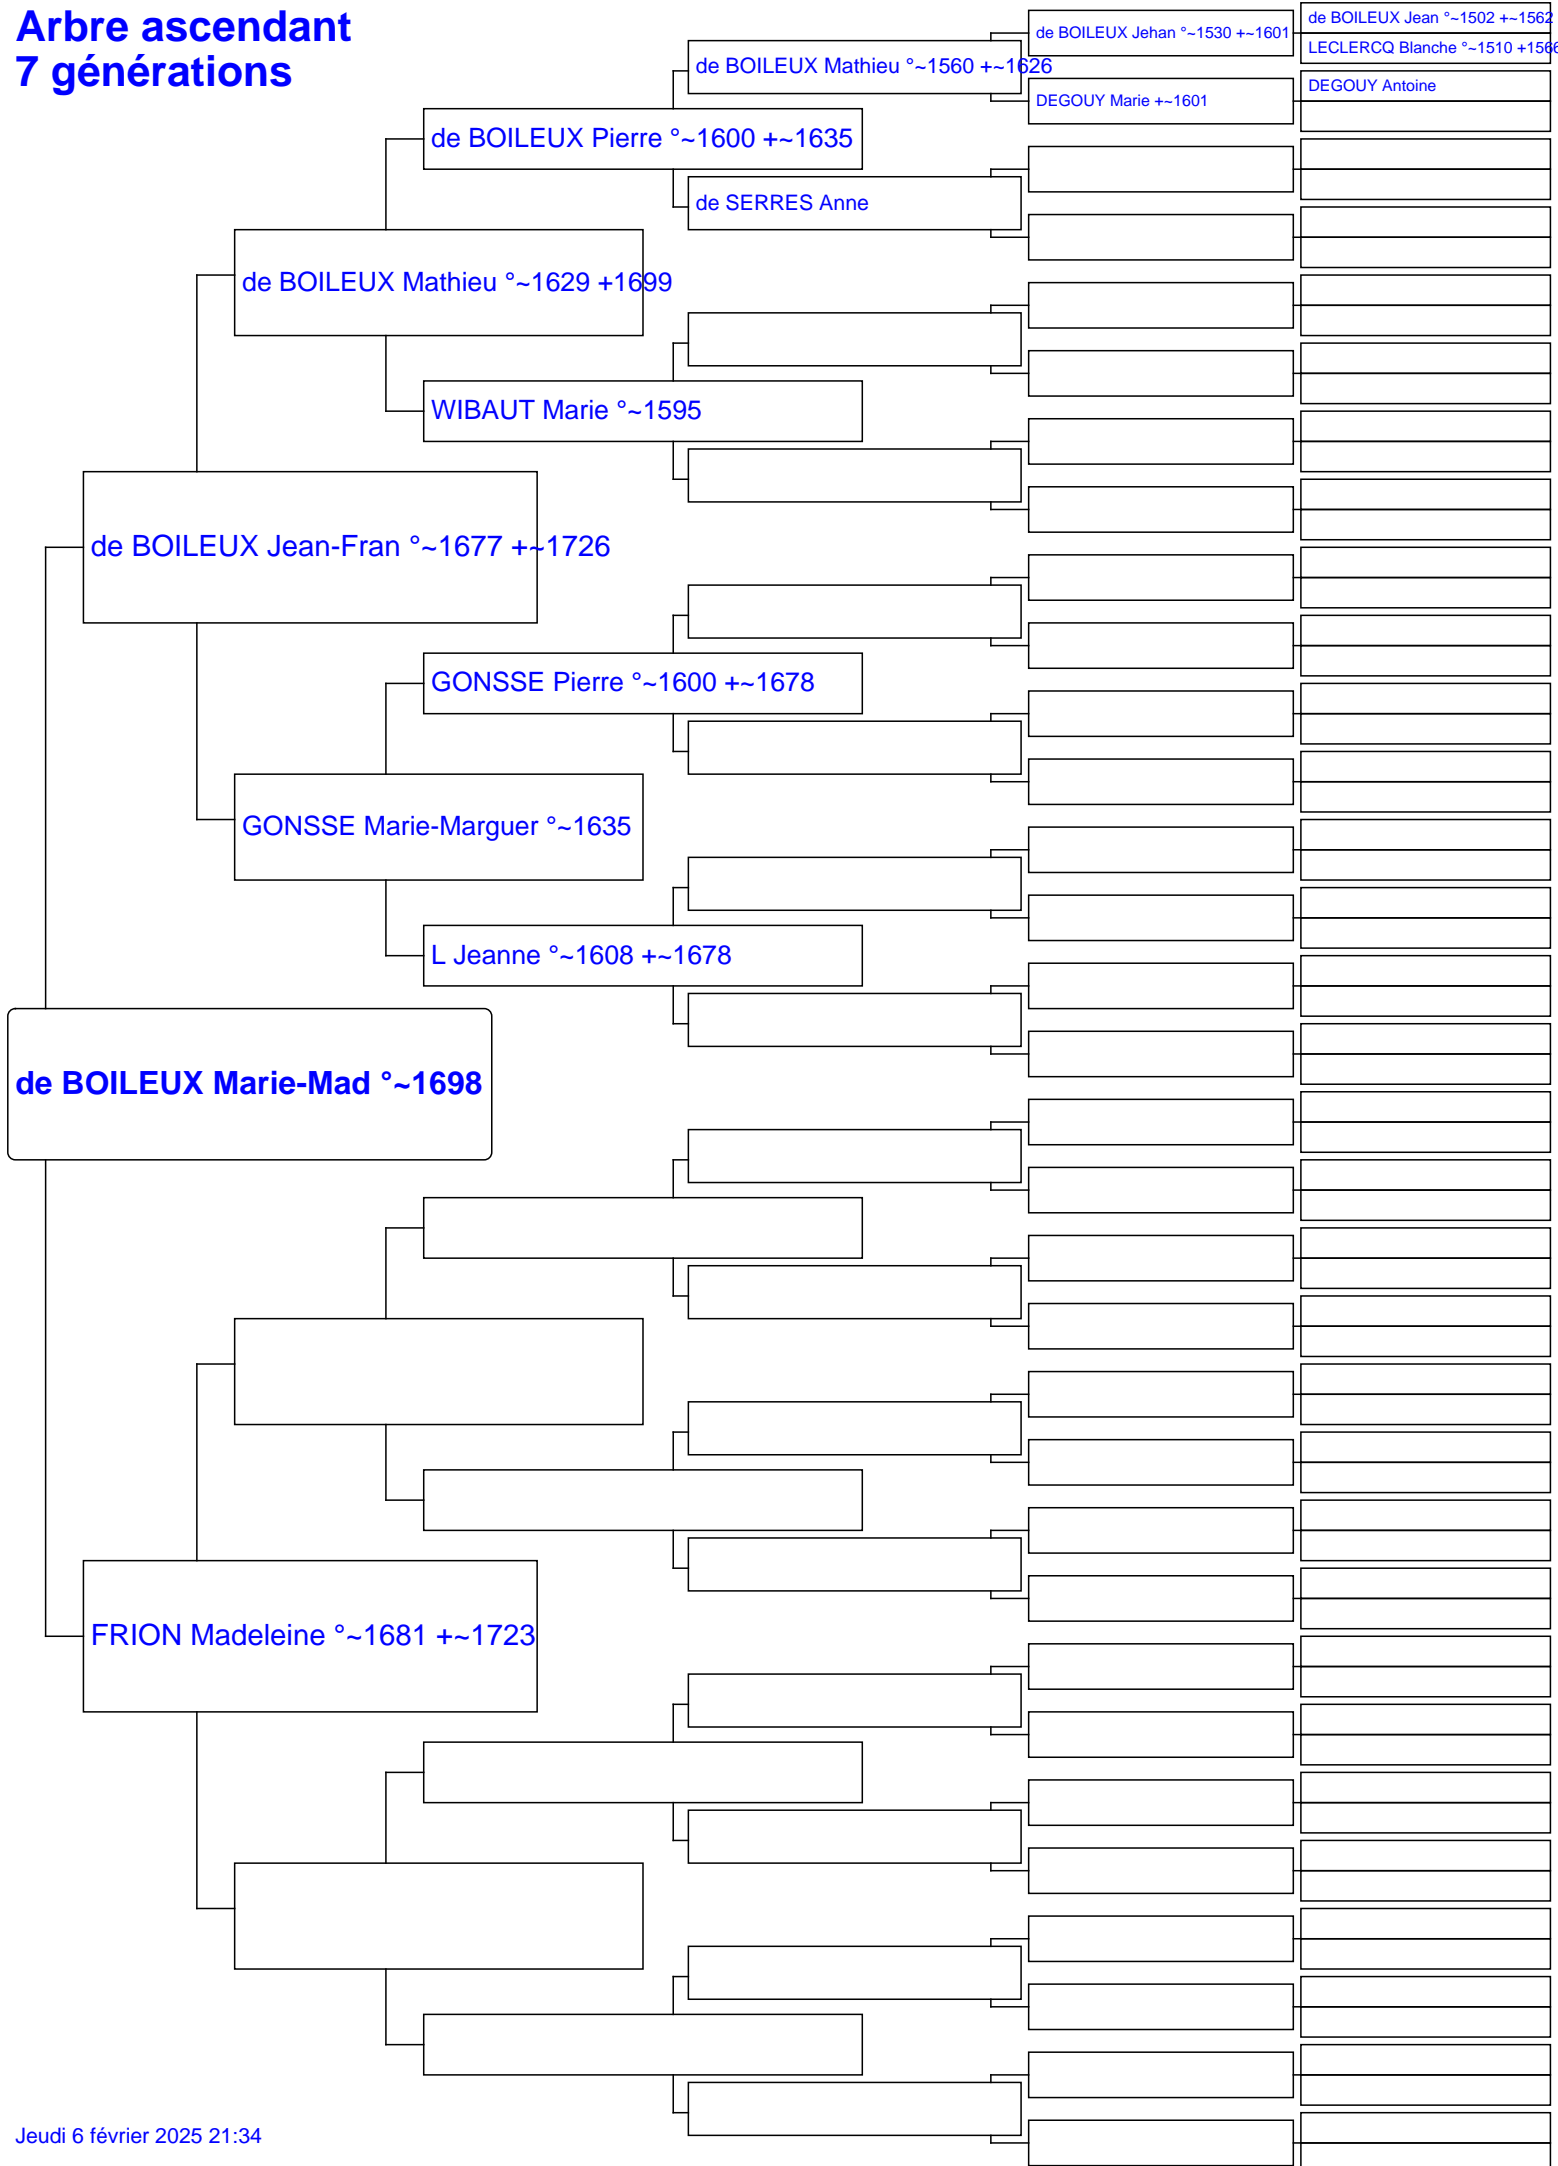 Arbre ascendant
7 générations
de BOILEUX Jean °~1502 +~1562
de BOILEUX Jehan °~1530 +~1601
LECLERCQ Blanche °~1510 +1566
de BOILEUX Mathieu °~1560 +~1626
DEGOUY Antoine
DEGOUY Marie +~1601
de BOILEUX Pierre °~1600 +~1635
de SERRES Anne
de BOILEUX Mathieu °~1629 +1699
WIBAUT Marie °~1595
de BOILEUX Jean-Fran °~1677 +~1726
GONSSE Pierre °~1600 +~1678
GONSSE Marie-Marguer °~1635
L Jeanne °~1608 +~1678
de BOILEUX Marie-Mad °~1698
FRION Madeleine °~1681 +~1723
Jeudi 6 février 2025 21:34